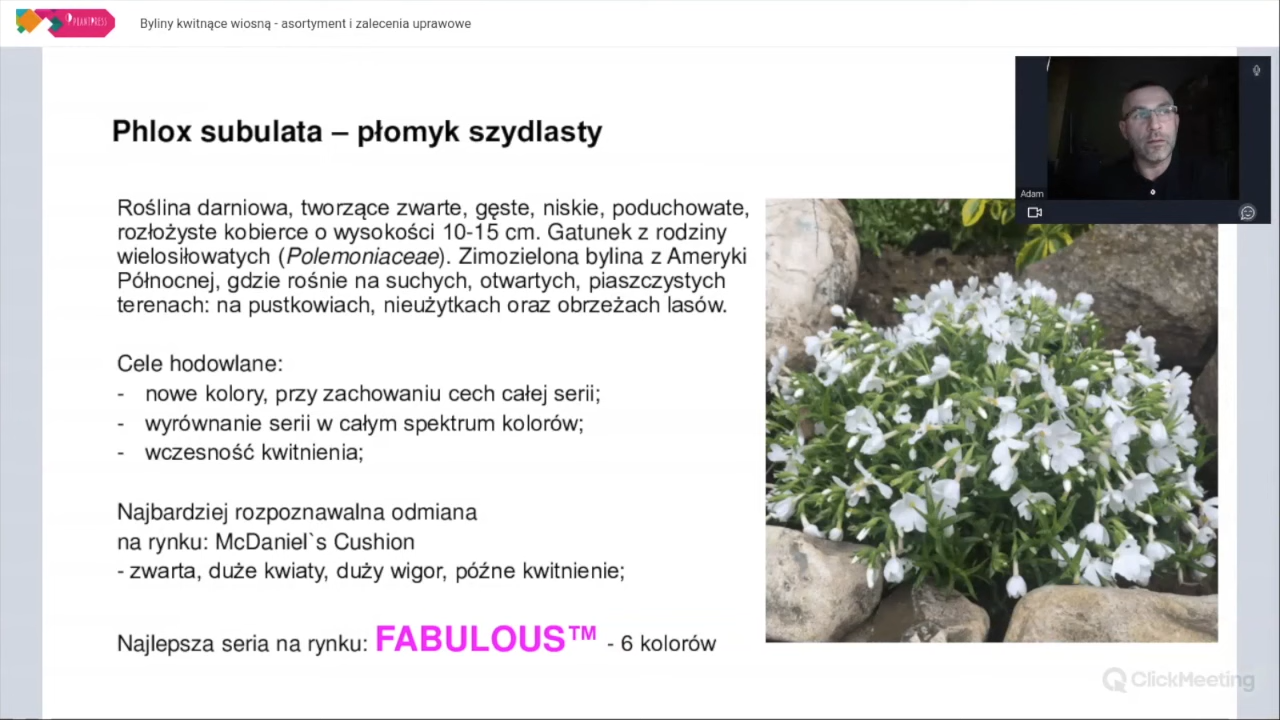 PLANTPRESS
Byliny kwitnące wiosną - asortyment i zalecenia uprawowe
Adam
Phlox subulata – płomyk szydlasty
Roślina darniowa, tworzące zwarte, gęste, niskie, poduchowate,
rozłożyste kobierce o wysokości 10-15 cm. Gatunek z rodziny
wielosiłowatych (Polemoniaceae). Zimozielona bylina z Ameryki
Północnej, gdzie rośnie na suchych, otwartych, piaszczystych
terenach: na pustkowiach, nieużytkach oraz obrzeżach lasów.
Cele hodowlane:
- nowe kolory, przy zachowaniu cech całej serii;
- wyrównanie serii w całym spektrum kolorów;
- wczesność kwitnienia;
Najbardziej rozpoznawalna odmiana
na rynku: McDaniel`s Cushion
- zwarta, duże kwiaty, duży wigor, późne kwitnienie;
Najlepsza seria na rynku: FABULOUS™ - 6 kolorów
ClickMeeting